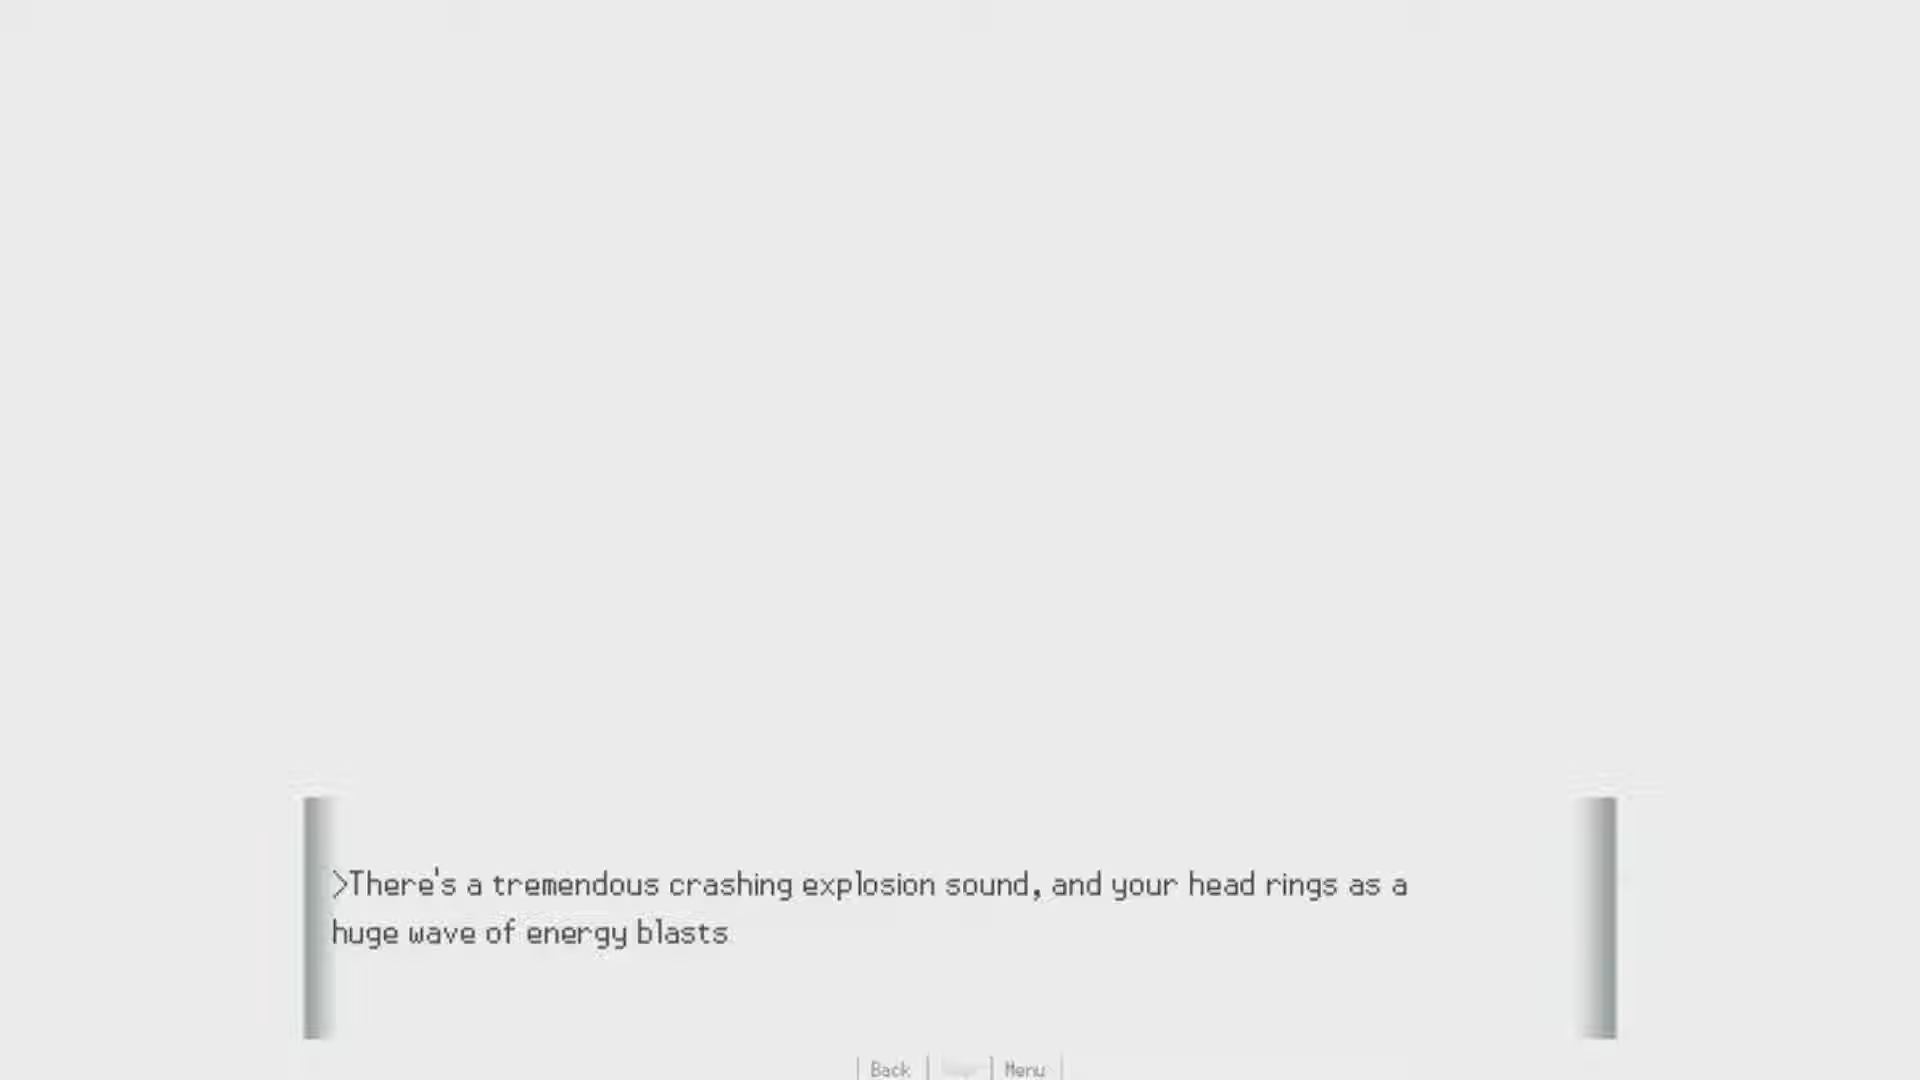 >There's a tremendous crashing explosion sound, and your head rings as a
huge wave of energy blasts
Back
Menu